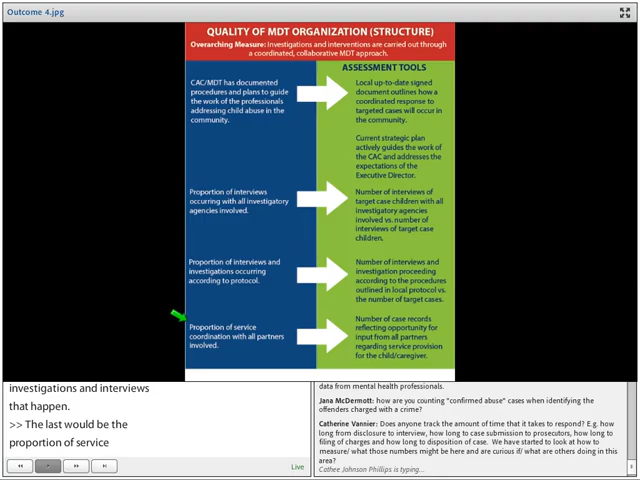 Outcome 4.jpg
QUALITY OF MDT ORGANIZATION (STRUCTURE)
Overarching Measure: Investigations and interventions are carried out through
a coordinated, collaborative MDT approach.
ASSESSMENT TOOLS
CAC/MDT has documented
procedures and plans to guide
the work of the professionals
addressing child abuse in the
community.
Local up-to-date signed
document outlines how a
coordinated response to
targeted cases will occur in
the community.
Current strategic plan
actively guides the work of
the CAC and addresses the
expectations of the
Executive Director.
Proportion of interviews
occurring with all investigatory
agencies involved.
Number of interviews of
target case children with all
investigatory agencies
involved vs. number of
interviews of target case
children.
Proportion of interviews and
investigations occurring
according to protocol.
Number of interviews and
investigation proceeding
according to the procedures
outlined in local protocol vs.
the number of target cases.
Proportion of service
coordination with all partners
involved.
Number of case records
reflecting opportunity for
input from all partners
regarding service provision
for the child/caregiver.
investigations and interviews
that happen.
>> The last would be the
proportion of service
Live
data from mental health professionals.
Jana McDermott: how are you counting "confirmed abuse" cases when identifying the
offenders charged with a crime?
Catherine Vannier: Does anyone track the amount of time that it takes to respond? E.g. how
long from disclosure to interview, how long to case submission to prosecutors, how long to
filing of charges and how long to disposition of case. We have started to look at how to
measure/ what those numbers might be here and are curious if/ what are others doing in this
area?
Cathee Johnson Phillips is typing...